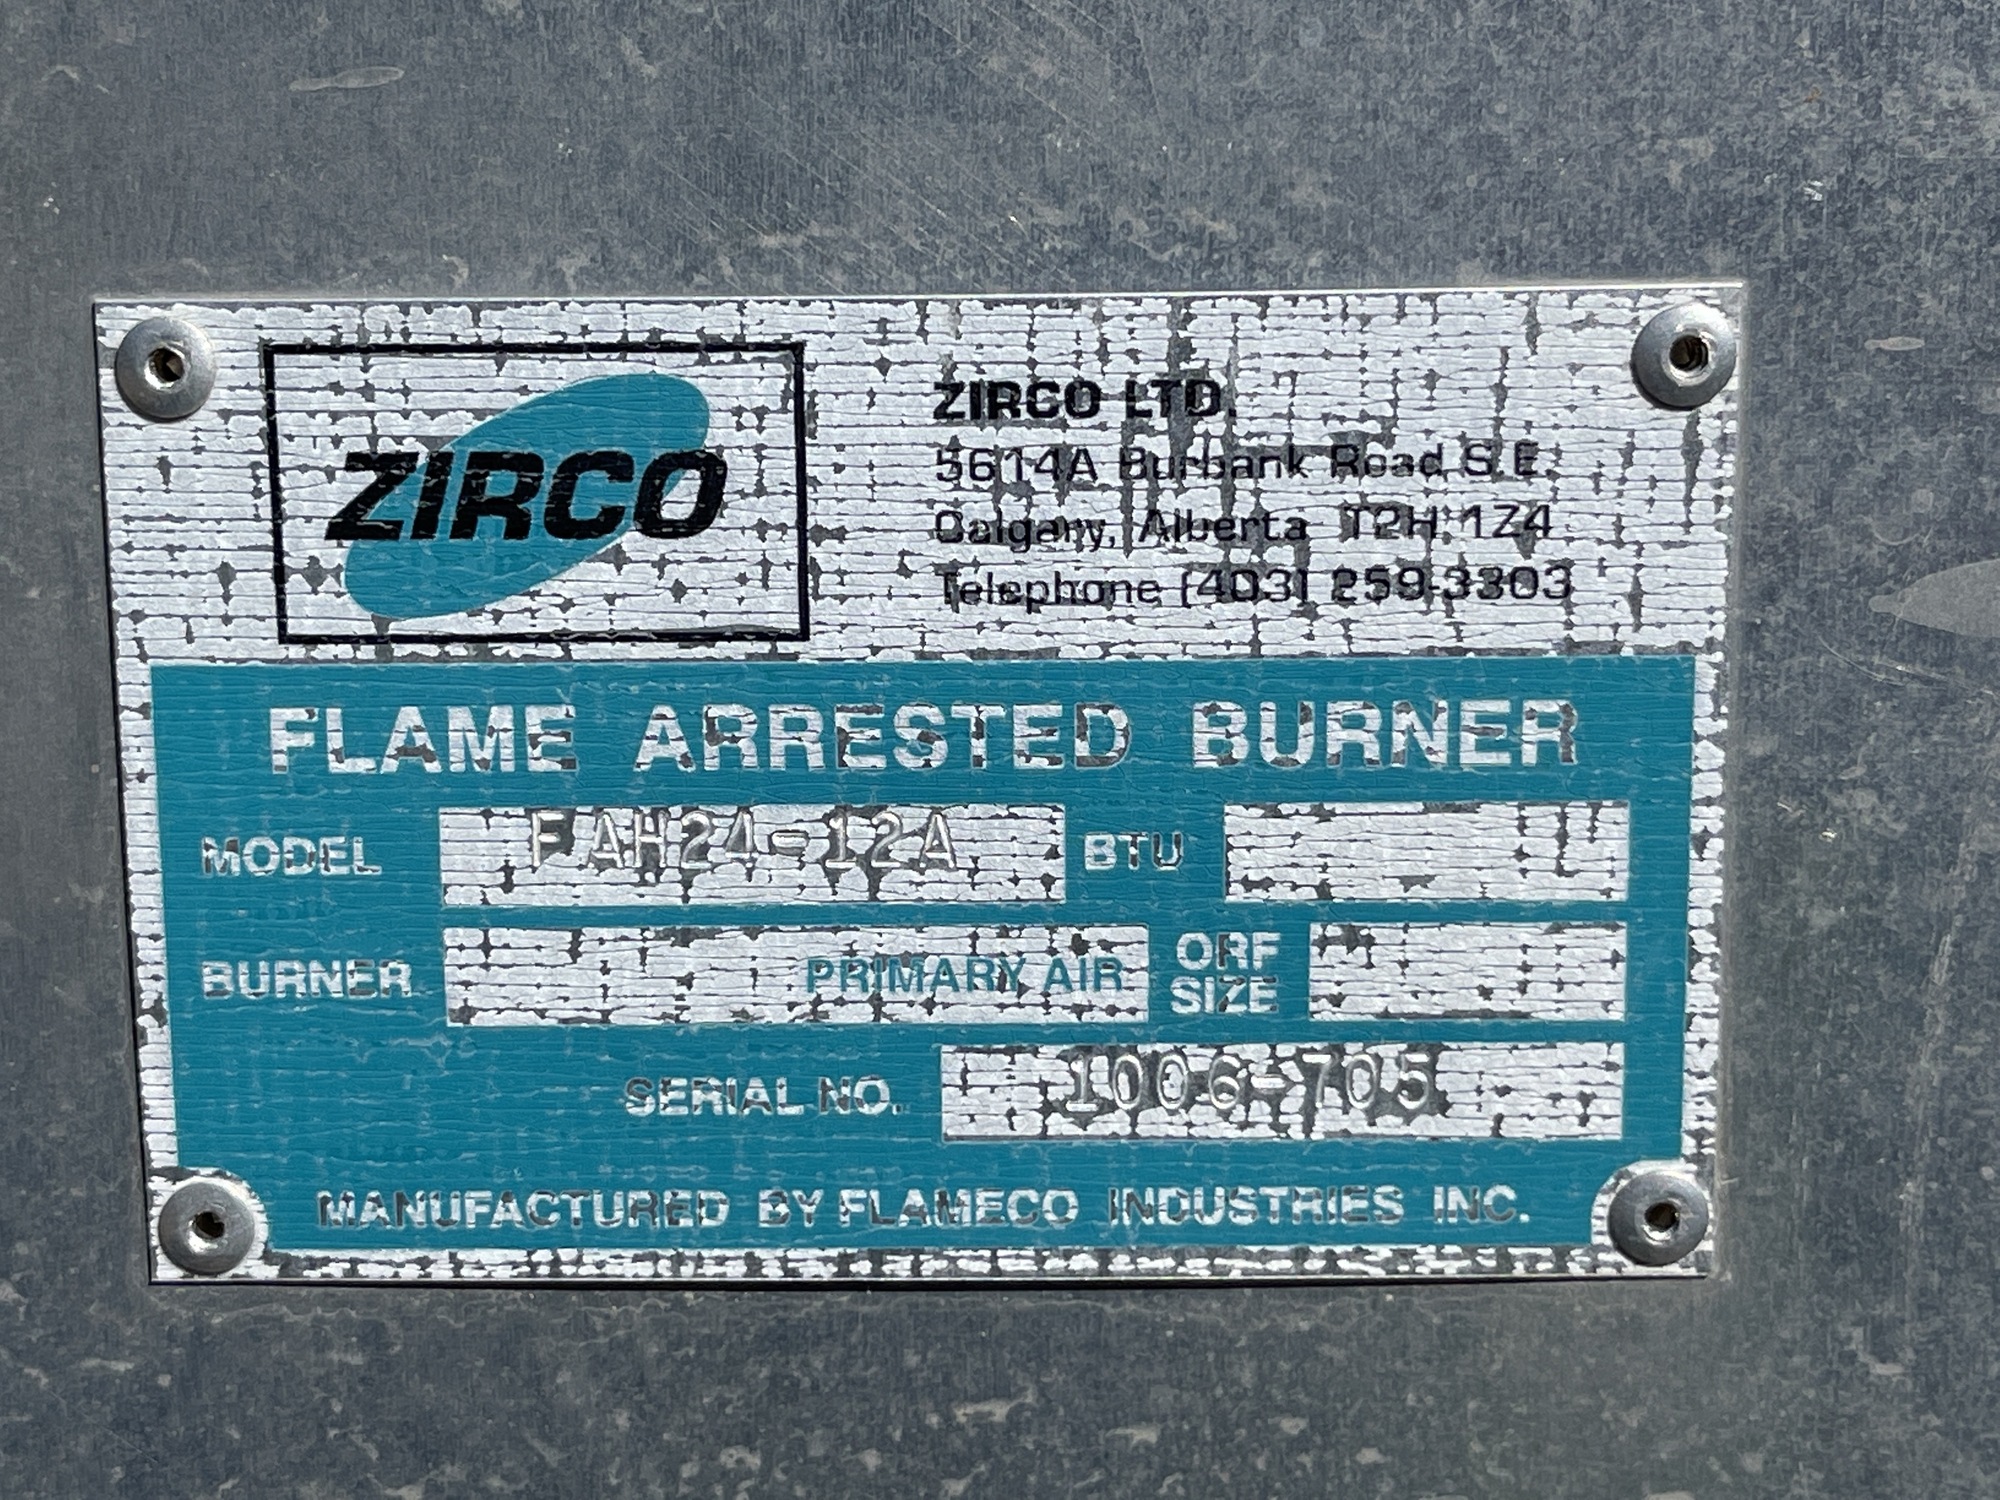 ZIRCO
ZIRCO LTD.
5614A Burbank Road S.E.
Calgary, Alberta T2H 1Z4
Telephone (403) 259-3303
FLAME ARRESTED BURNER
MODEL FAH24-12A BTU
BURNER PRIMARY AIR ORF SIZE
SERIAL NO. 1006-705
MANUFACTURED BY FLAMECO INDUSTRIES INC.